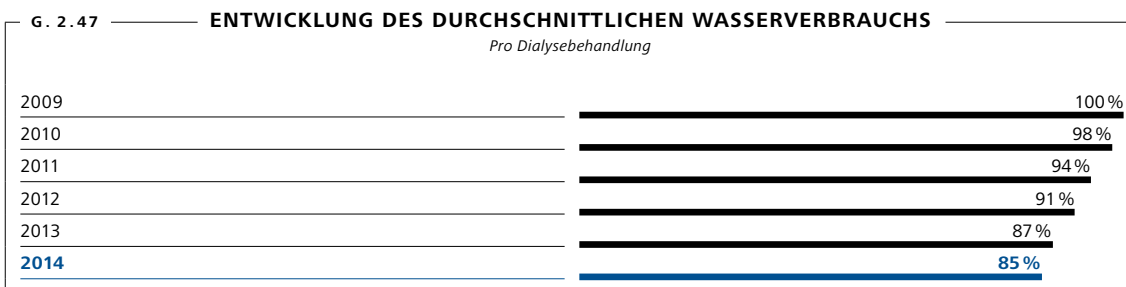 G. 2.47 ENTWICKLUNG DES DURCHSCHNITTLICHEN WASSERVERBRAUCHS
Pro Dialysebehandlung
2009 100 %
2010 98 %
2011 94 %
2012 91 %
2013 87 %
2014 85 %